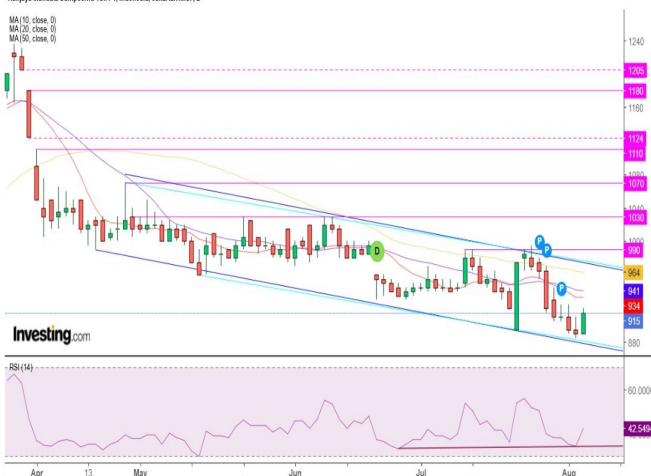 MA (10, close, 0)
MA (20, close, 0)
MA (50, close, 0)
1240
1205
1180
1160
1124
1110
1080
1070
1030
1000
990
964
941
934
915
880
D
P
P
P
Investing.com
RSI (14)
60.0000
42.5494
Apr 13 May Jun Jul Aug